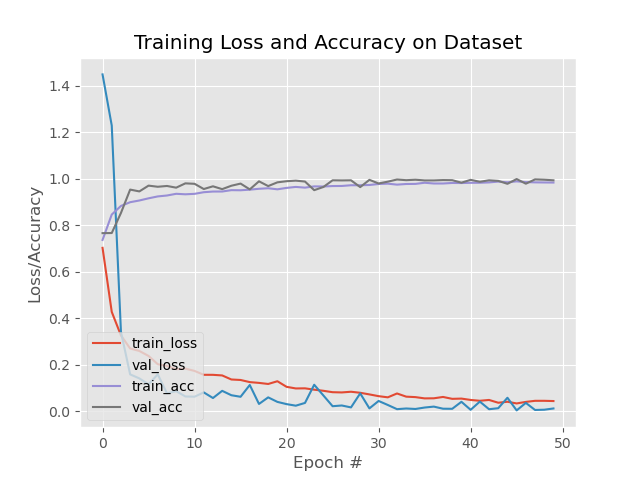 Training Loss and Accuracy on Dataset
Loss/Accuracy
1.4
1.2
1.0
0.8
0.6
0.4
0.2
0.0
train_loss
val_loss
train_acc
val_acc
0 10 20 30 40 50
Epoch #